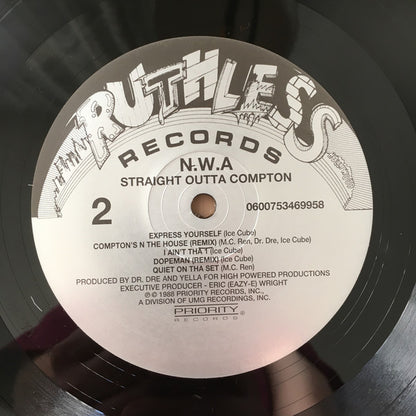 RUTHLESS
RECORDS
N.W.A
STRAIGHT OUTTA COMPTON
2
0600753469958
EXPRESS YOURSELF (Ice Cube)
COMPTON'S N THE HOUSE (REMIX) (M.C. Ren, Dr. Dre, Ice Cube)
I AIN'T THA 1 (Ice Cube)
DOPEMAN (REMIX) (Ice Cube)
QUIET ON THA SET (M.C. Ren)
PRODUCED BY DR. DRE AND YELLA FOR HIGH POWERED PRODUCTIONS
EXECUTIVE PRODUCER - ERIC (EAZY-E) WRIGHT
℗ © 1988 PRIORITY RECORDS, INC.,
A DIVISION OF UMG RECORDINGS, INC.
PRIORITY
RECORDS